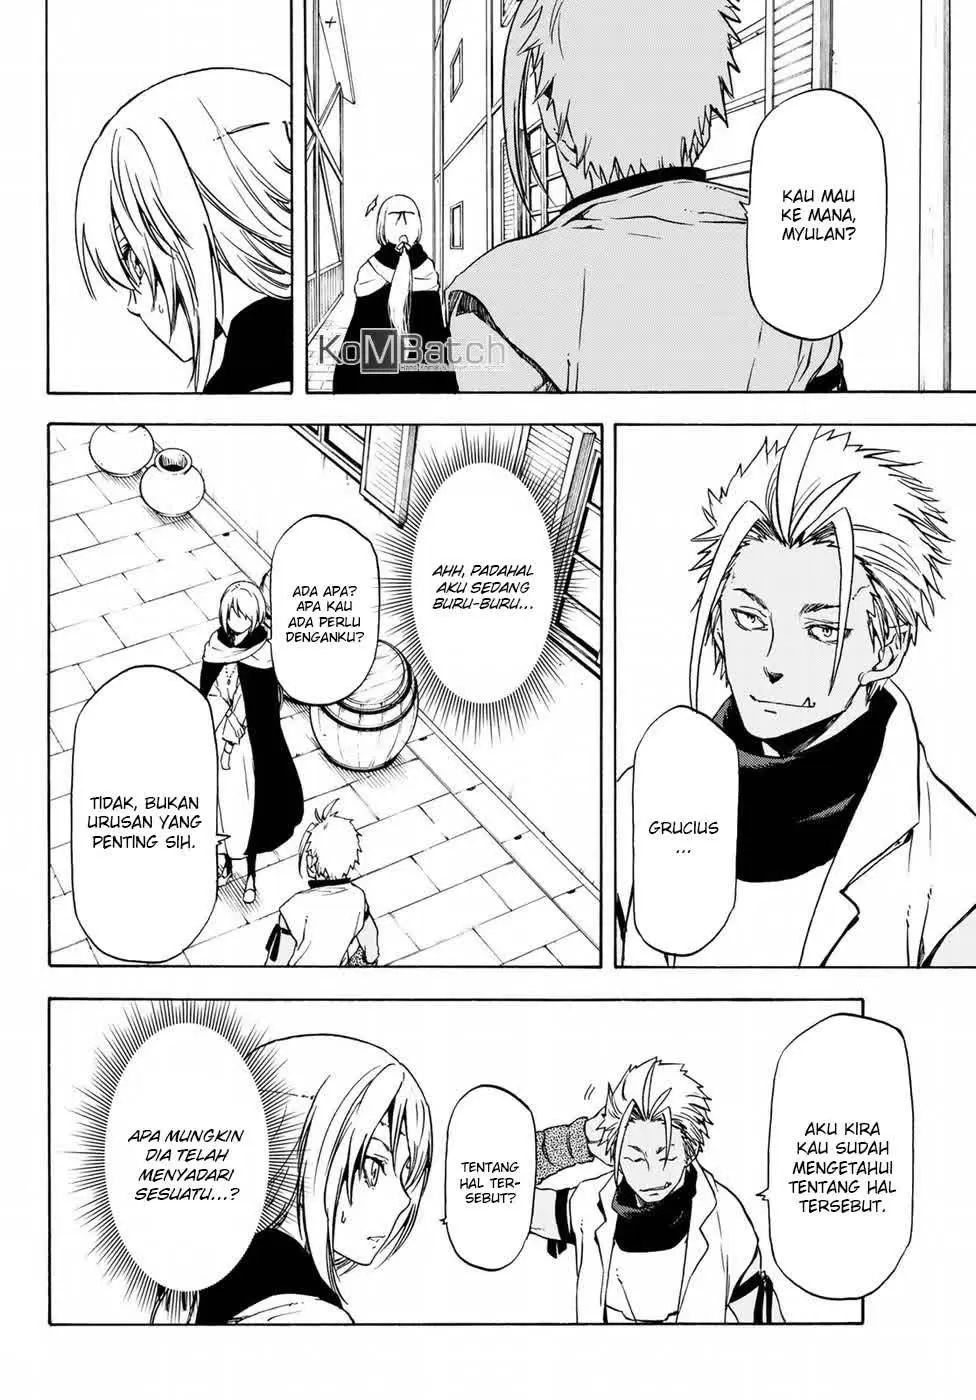 KAU MAU
KE MANA,
MYULAN?
KoMBatch
GRUCIUS
...
AHH, PADAHAL
AKU SEDANG
BURU-BURU...
ADA APA?
APA KAU
ADA PERLU
DENGANKU?
TIDAK, BUKAN
URUSAN YANG
PENTING SIH.
AKU KIRA
KAU SUDAH
MENGETAHUI
TENTANG HAL
TERSEBUT.
TENTANG
HAL TER-
SEBUT?
APA MUNGKIN
DIA TELAH
MENYADARI
SESUATU...?